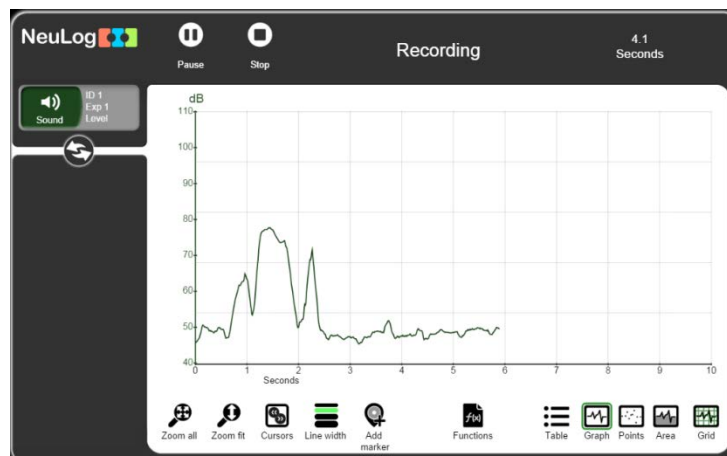 NeuLog
Pause
Stop
Recording
4.1
Seconds
Sound
ID 1
Exp 1
Level
dB
110
100
90
80
70
60
50
40
0 1 2 3 4 5 6 7 8 9 10
Seconds
Zoom all
Zoom fit
Cursors
Line width
Add
marker
f(x)
Functions
Table
Graph
Points
Area
Grid